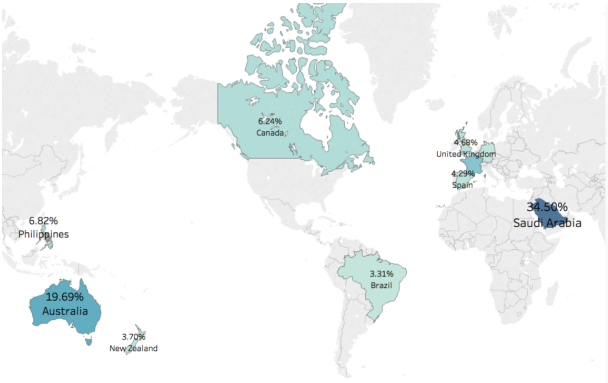 6.24%
Canada
4.68%
United Kingdom
4.29%
Spain
34.50%
Saudi Arabia
6.82%
Philippines
3.31%
Brazil
19.69%
Australia
3.70%
New Zealand